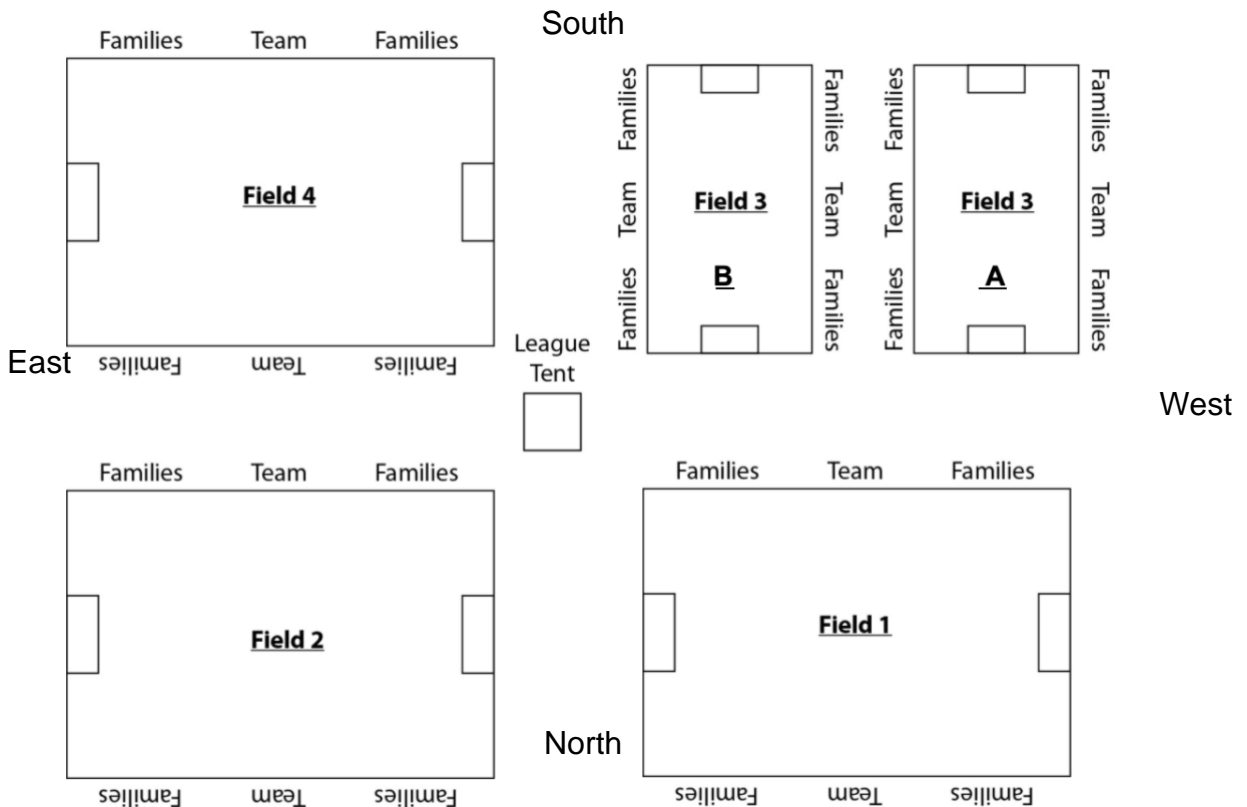 South
Families Team Families
Field 4
Families Team Families
Families Team Families
Field 3
B
Families Team Families
Families Team Families
Field 3
A
Families Team Families
East
League
Tent
West
Families Team Families
Field 2
Families Team Families
Families Team Families
Field 1
Families Team Families
North